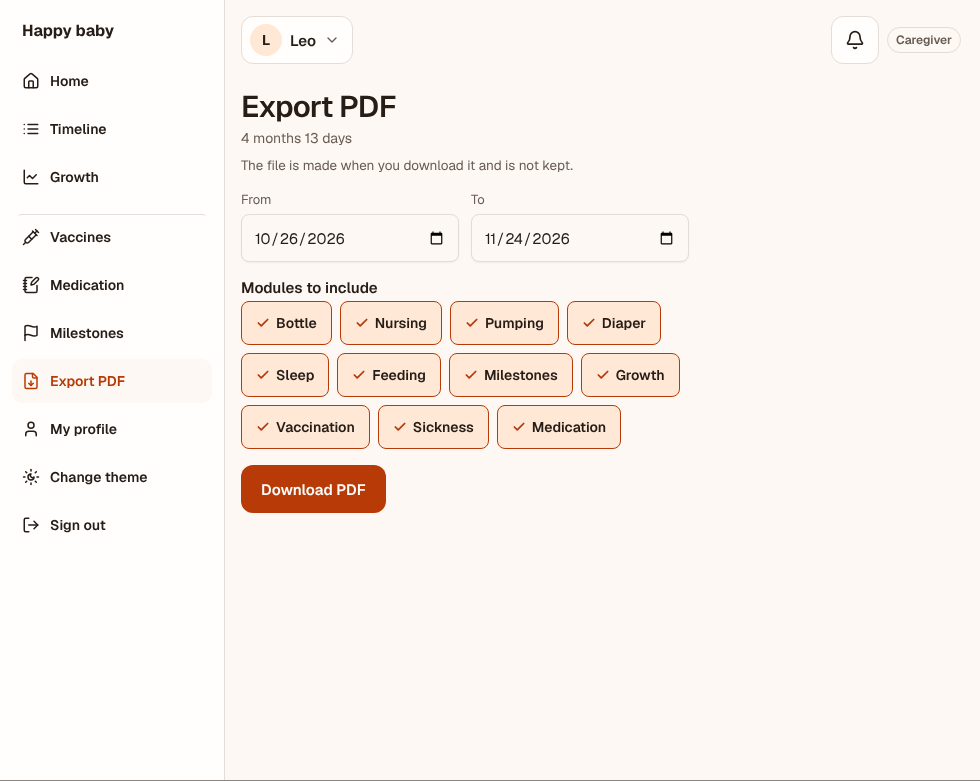 Happy baby
Home
Timeline
Growth
Vaccines
Medication
Milestones
Export PDF
My profile
Change theme
Sign out
L Leo
Caregiver
Export PDF
4 months 13 days
The file is made when you download it and is not kept.
From To
10/26/2026 11/24/2026
Modules to include
Bottle Nursing Pumping Diaper
Sleep Feeding Milestones Growth
Vaccination Sickness Medication
Download PDF